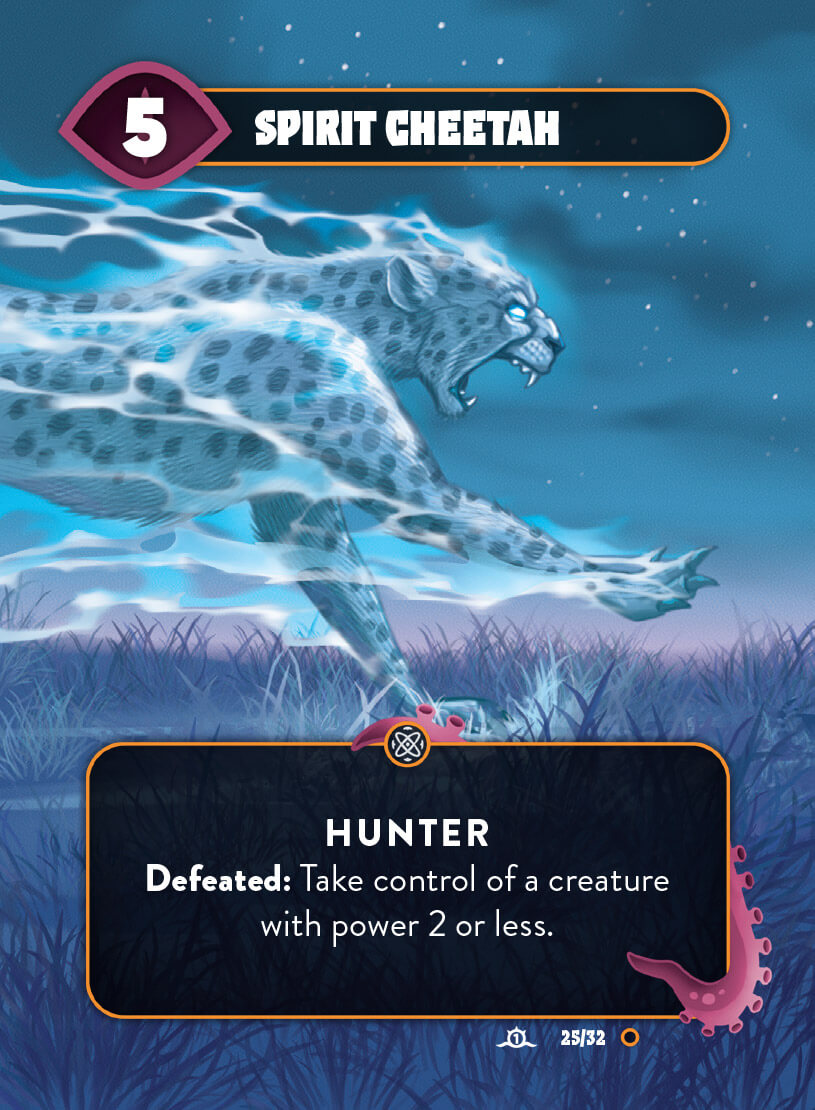 5
SPIRIT CHEETAH
HUNTER
Defeated: Take control of a creature
with power 2 or less.
1 25/32